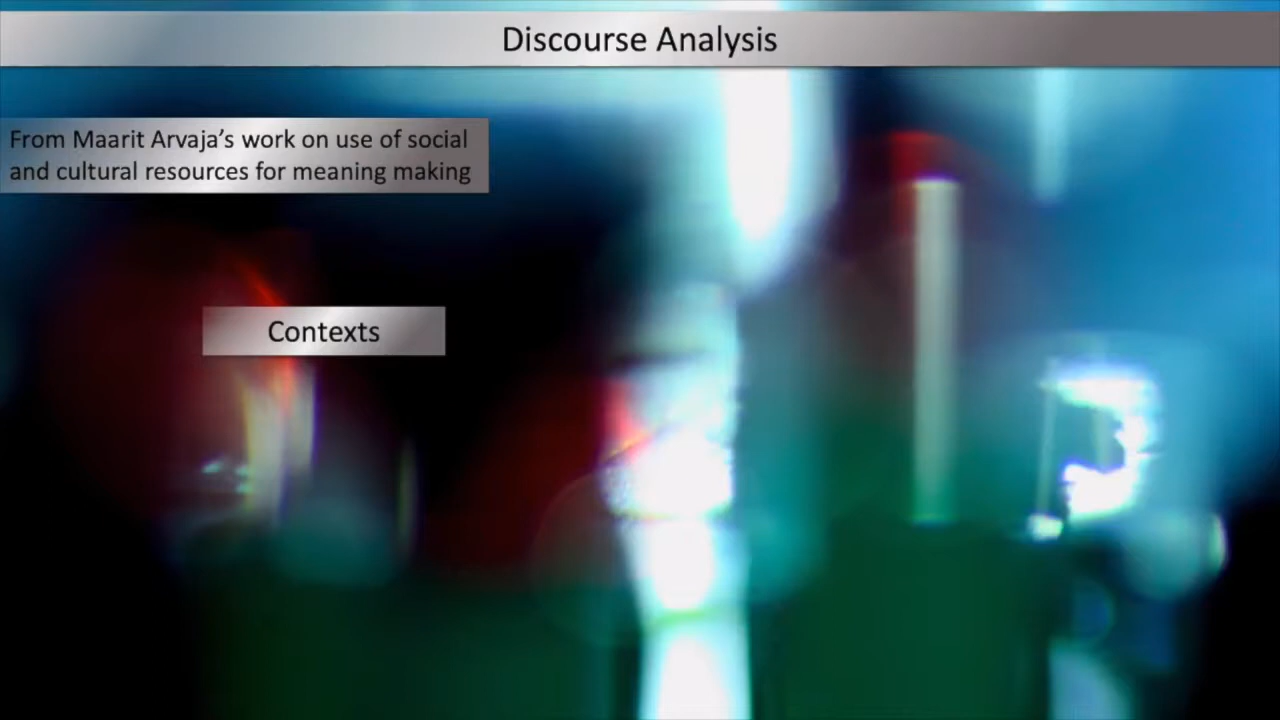 Discourse Analysis
From Maarit Arvaja’s work on use of social
and cultural resources for meaning making
Contexts